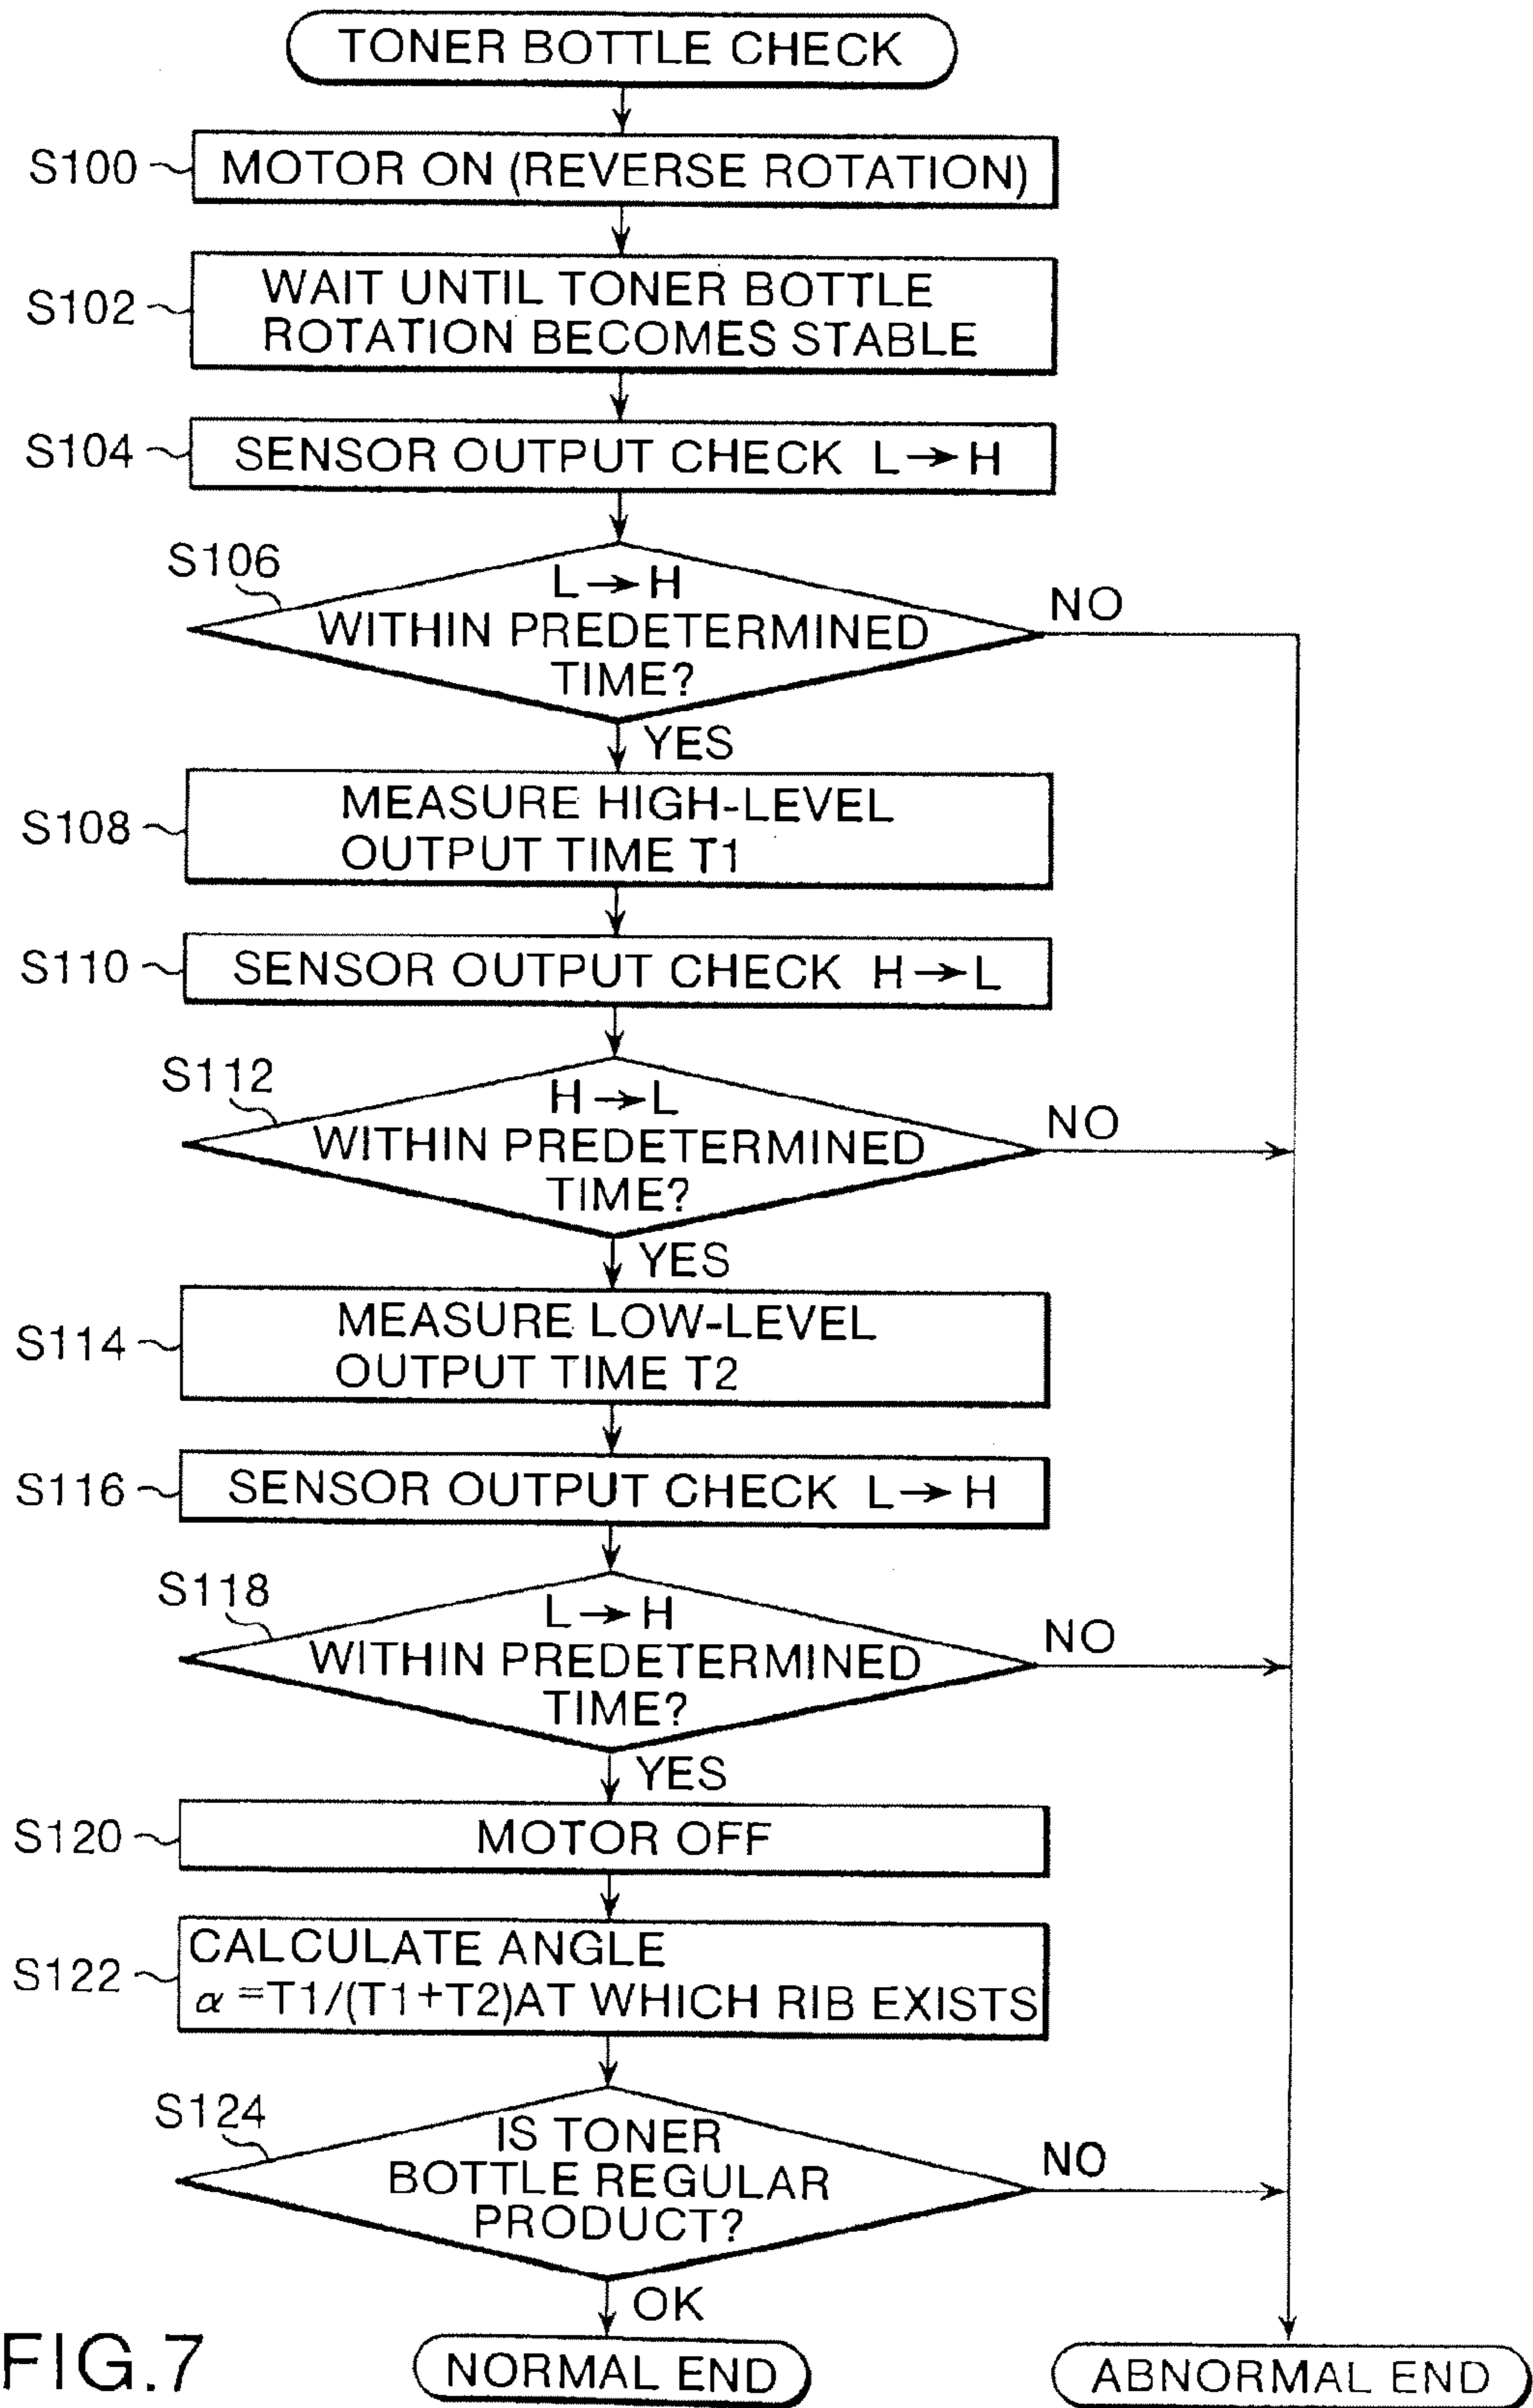 TONER BOTTLE CHECK
S100
MOTOR ON (REVERSE ROTATION)
S102
WAIT UNTIL TONER BOTTLE
ROTATION BECOMES STABLE
S104
SENSOR OUTPUT CHECK L→H
S106
L→H
WITHIN PREDETERMINED
TIME?
NO
YES
S108
MEASURE HIGH-LEVEL
OUTPUT TIME T1
S110
SENSOR OUTPUT CHECK H→L
S112
H→L
WITHIN PREDETERMINED
TIME?
NO
YES
S114
MEASURE LOW-LEVEL
OUTPUT TIME T2
S116
SENSOR OUTPUT CHECK L→H
S118
L→H
WITHIN PREDETERMINED
TIME?
NO
YES
S120
MOTOR OFF
S122
CALCULATE ANGLE
α=T1/(T1+T2)AT WHICH RIB EXISTS
S124
IS TONER
BOTTLE REGULAR
PRODUCT?
NO
OK
NORMAL END
ABNORMAL END
FIG.7